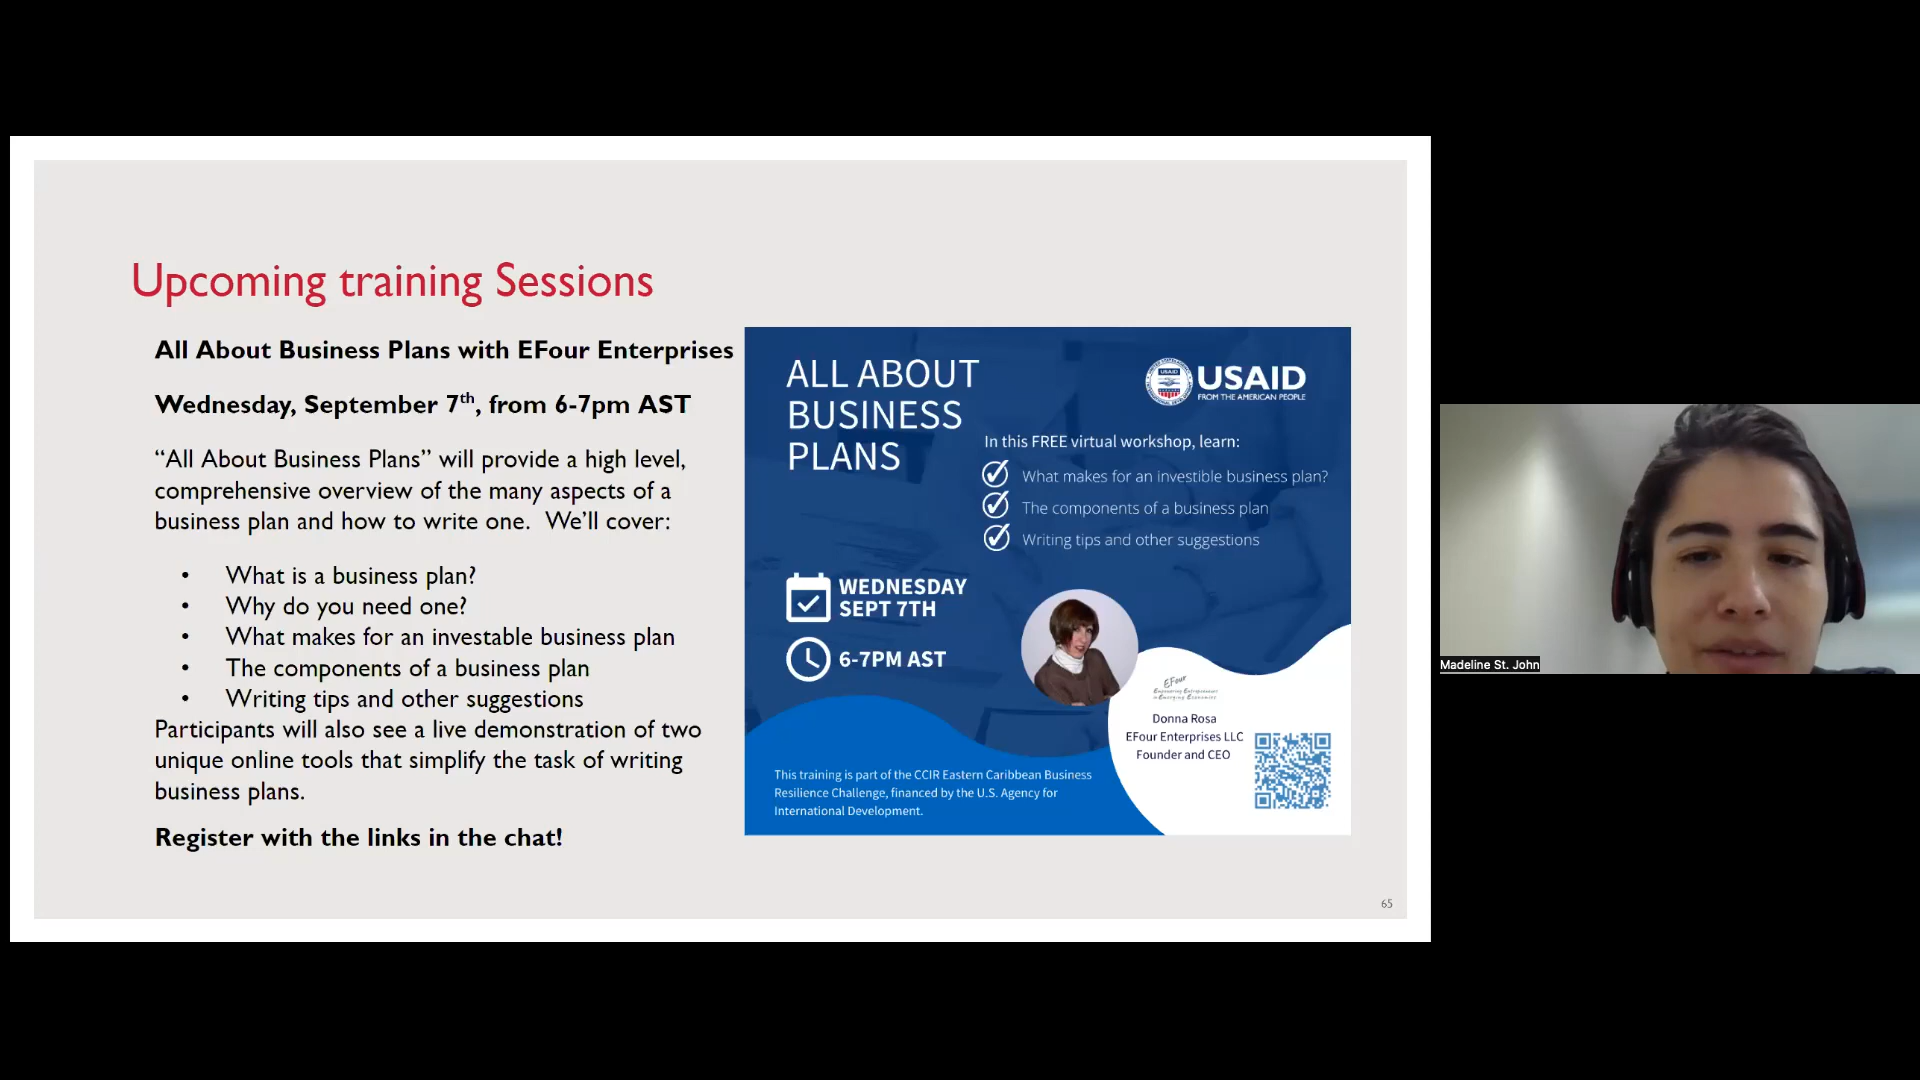 Upcoming training Sessions
All About Business Plans with EFour Enterprises
Wednesday, September 7th, from 6-7pm AST
“All About Business Plans” will provide a high level,
comprehensive overview of the many aspects of a
business plan and how to write one. We’ll cover:
• What is a business plan?
• Why do you need one?
• What makes for an investable business plan
• The components of a business plan
• Writing tips and other suggestions
Participants will also see a live demonstration of two
unique online tools that simplify the task of writing
business plans.
Register with the links in the chat!
ALL ABOUT
BUSINESS
PLANS
USAID
USAID
FROM THE AMERICAN PEOPLE
In this FREE virtual workshop, learn:
What makes for an investible business plan?
The components of a business plan
Writing tips and other suggestions
WEDNESDAY
SEPT 7TH
6-7PM AST
EFour
Empowering Entrepreneurs
in Emerging Economies
Donna Rosa
EFour Enterprises LLC
Founder and CEO
This training is part of the CCIR Eastern Caribbean Business
Resilience Challenge, financed by the U.S. Agency for
International Development.
65
Madeline St. John